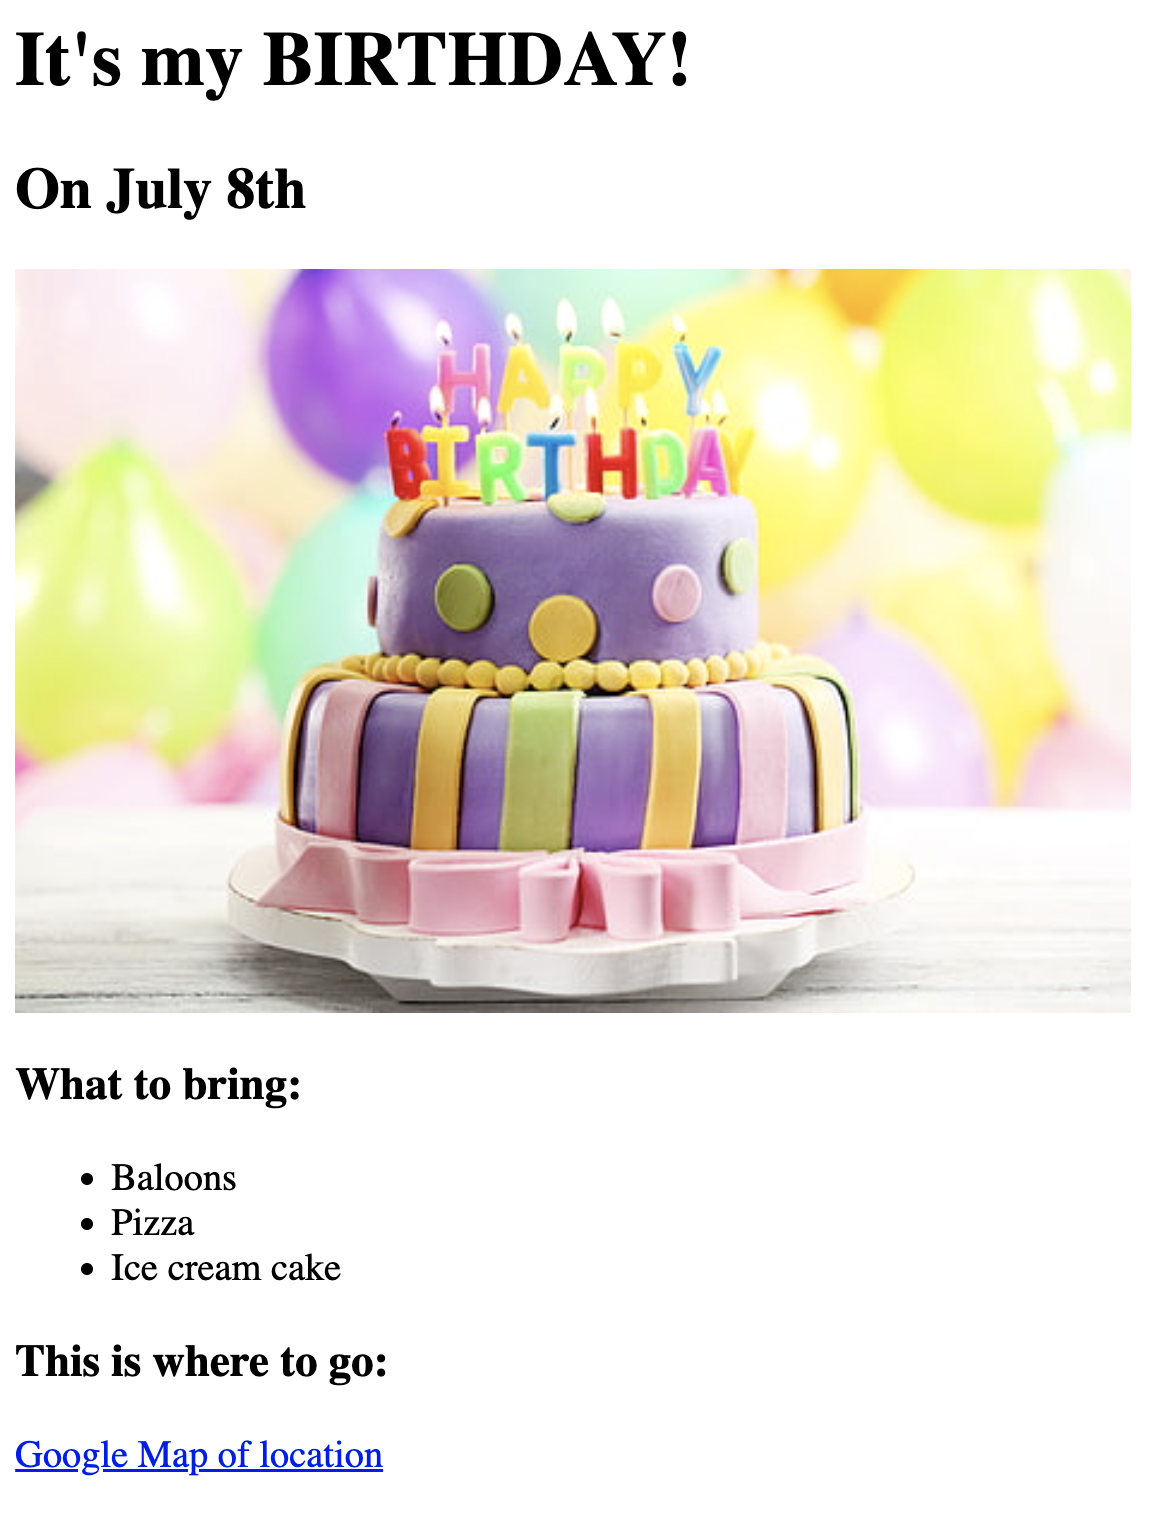 It's my BIRTHDAY!
On July 8th
HAPPY
BIRTHDAY
What to bring:
Baloons
Pizza
Ice cream cake
This is where to go:
Google Map of location